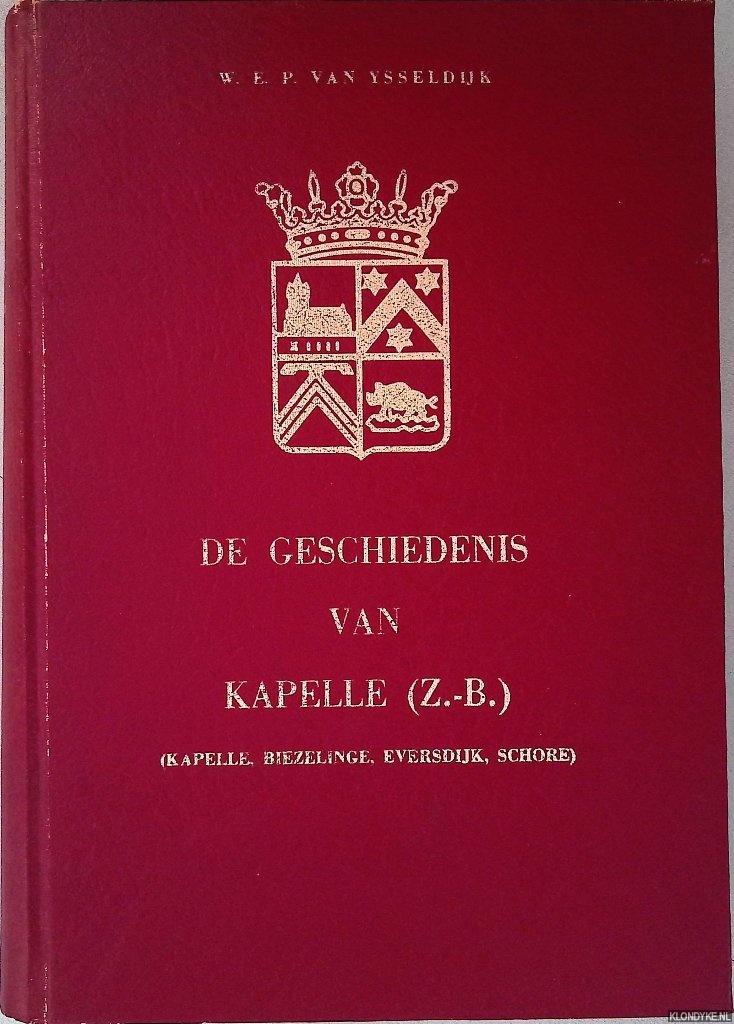 W. E. P. VAN YSSELDIJK
DE GESCHIEDENIS
VAN
KAPELLE (Z.-B.)
(KAPELLE, BIEZELINGE, EVERSDIJK, SCHORE)
KLONDYKE.NL